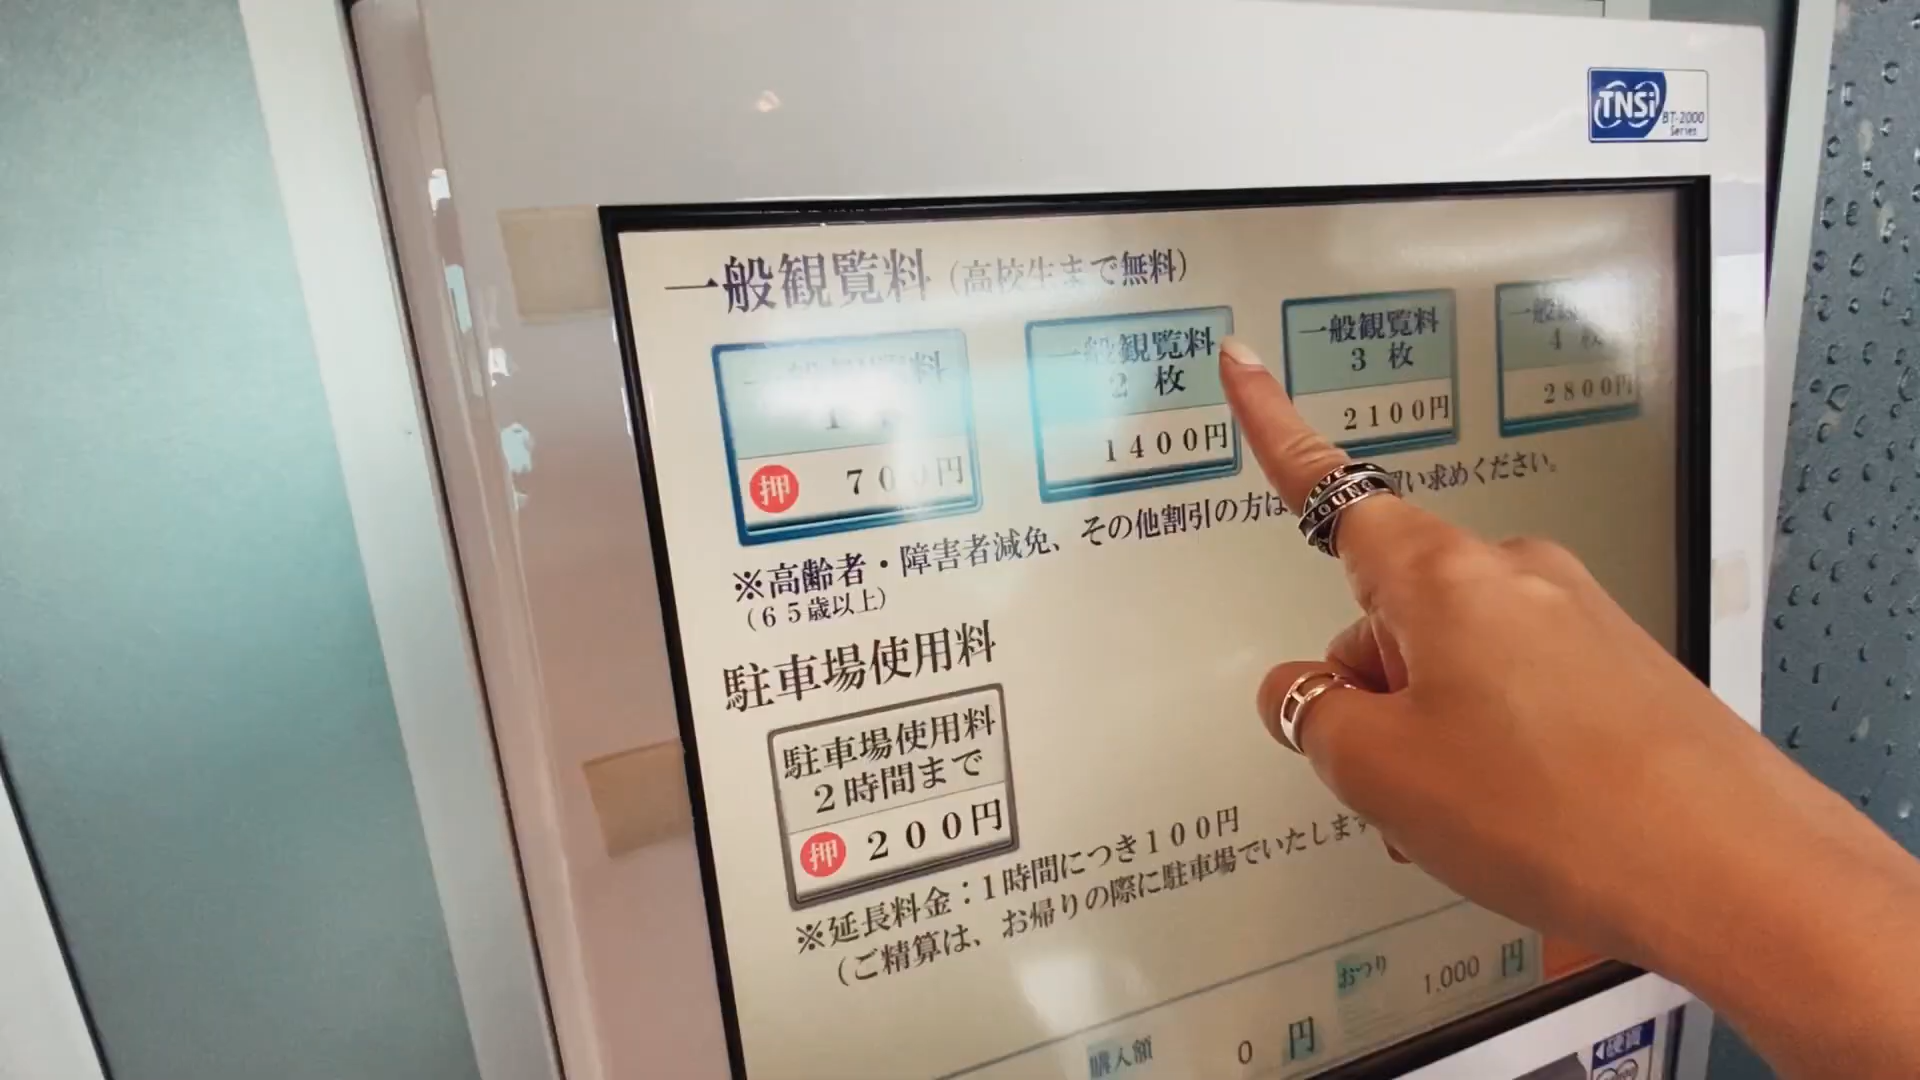 TNSi
BT-2000
Series
一般観覧料（高校生まで無料）
700円
押
一般観覧料
2 枚
1400円
一般観覧料
3 枚
2100円
一般
4
2800円
※高齢者・障害者減免、その他割引の方は
い求めください。
（65歳以上）
駐車場使用料
駐車場使用料
2時間まで
押 200円
※延長料金：1時間につき100円
（ご精算は、お帰りの際に駐車場でいたします
おつり 1,000 円
購入額 0 円
YOUNG